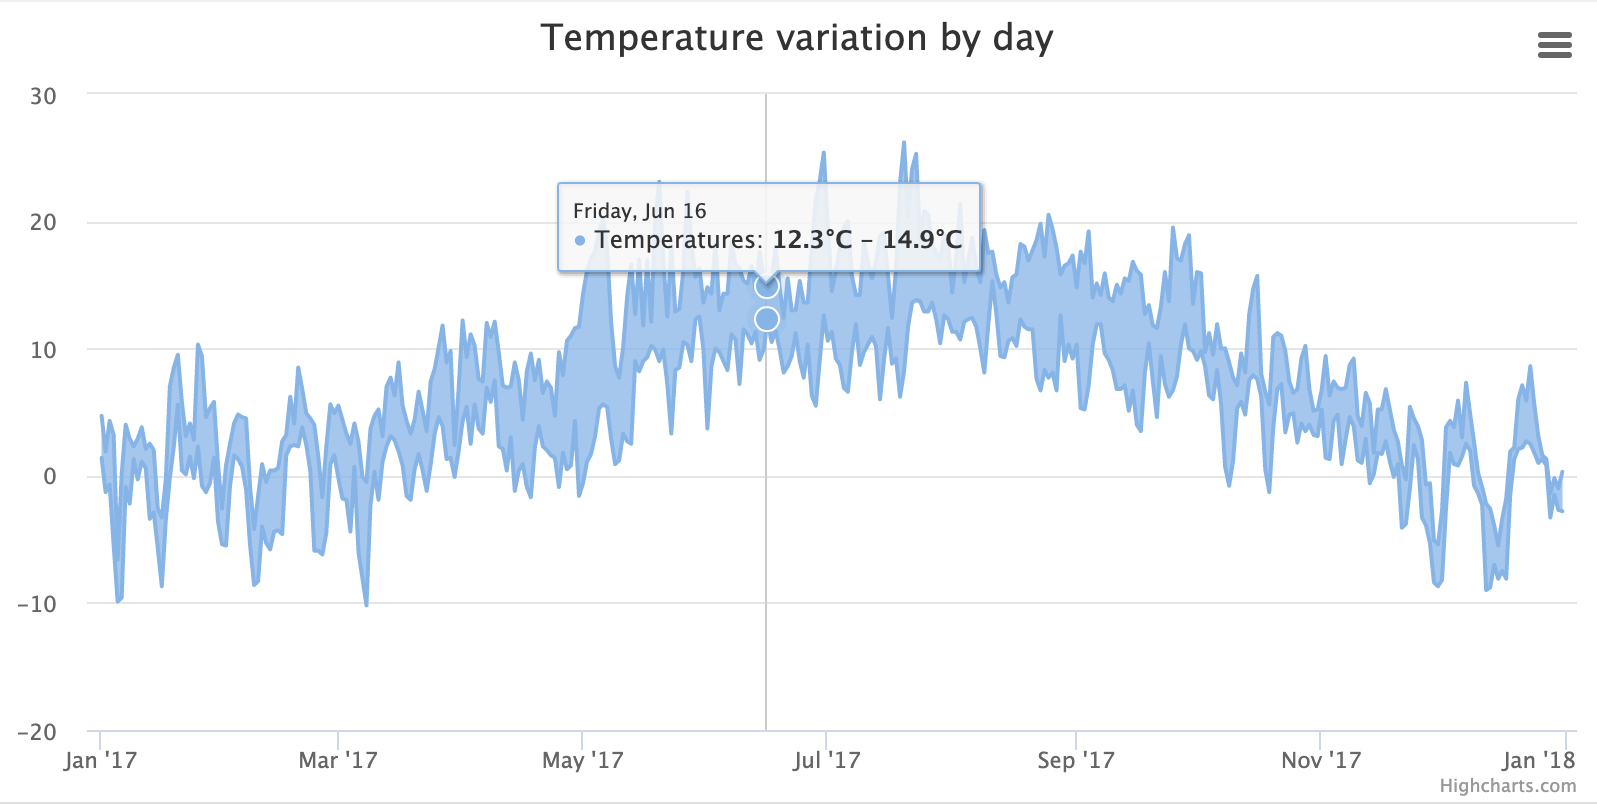 Temperature variation by day
30
20
10
0
−10
−20
Friday, Jun 16
● Temperatures: 12.3°C – 14.9°C
Jan '17
Mar '17
May '17
Jul '17
Sep '17
Nov '17
Jan '18
Highcharts.com